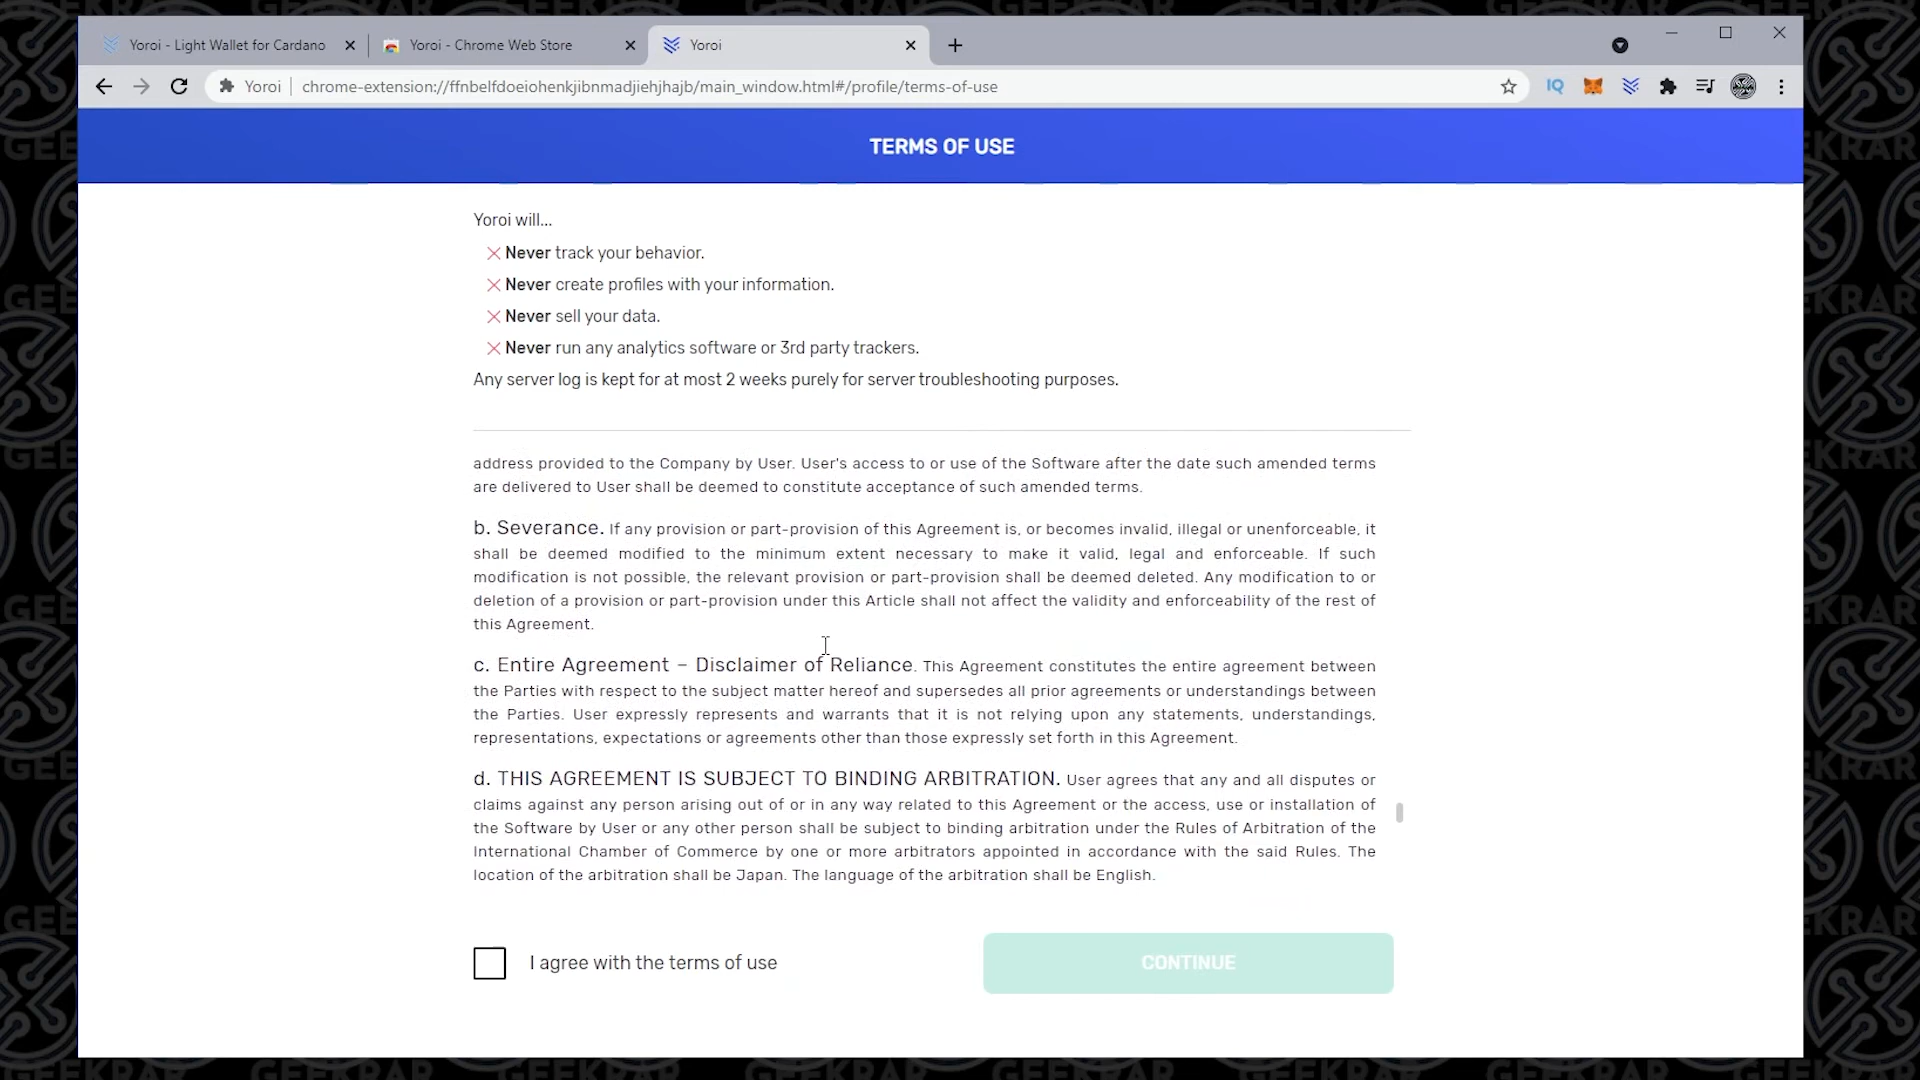 Yoroi - Light Wallet for Cardano
Yoroi - Chrome Web Store
Yoroi
Yoroi
chrome-extension://ffnbelfdoeiohenkjibnmadjiehjhajb/main_window.html#/profile/terms-of-use
IQ
TERMS OF USE
Yoroi will...
Never track your behavior.
Never create profiles with your information.
Never sell your data.
Never run any analytics software or 3rd party trackers.
Any server log is kept for at most 2 weeks purely for server troubleshooting purposes.
address provided to the Company by User. User's access to or use of the Software after the date such amended terms
are delivered to User shall be deemed to constitute acceptance of such amended terms.
b. Severance. If any provision or part-provision of this Agreement is, or becomes invalid, illegal or unenforceable, it
shall be deemed modified to the minimum extent necessary to make it valid, legal and enforceable. If such
modification is not possible, the relevant provision or part-provision shall be deemed deleted. Any modification to or
deletion of a provision or part-provision under this Article shall not affect the validity and enforceability of the rest of
this Agreement.
c. Entire Agreement – Disclaimer of Reliance. This Agreement constitutes the entire agreement between
the Parties with respect to the subject matter hereof and supersedes all prior agreements or understandings between
the Parties. User expressly represents and warrants that it is not relying upon any statements, understandings,
representations, expectations or agreements other than those expressly set forth in this Agreement.
d. THIS AGREEMENT IS SUBJECT TO BINDING ARBITRATION. User agrees that any and all disputes or
claims against any person arising out of or in any way related to this Agreement or the access, use or installation of
the Software by User or any other person shall be subject to binding arbitration under the Rules of Arbitration of the
International Chamber of Commerce by one or more arbitrators appointed in accordance with the said Rules. The
location of the arbitration shall be Japan. The language of the arbitration shall be English.
I agree with the terms of use
CONTINUE